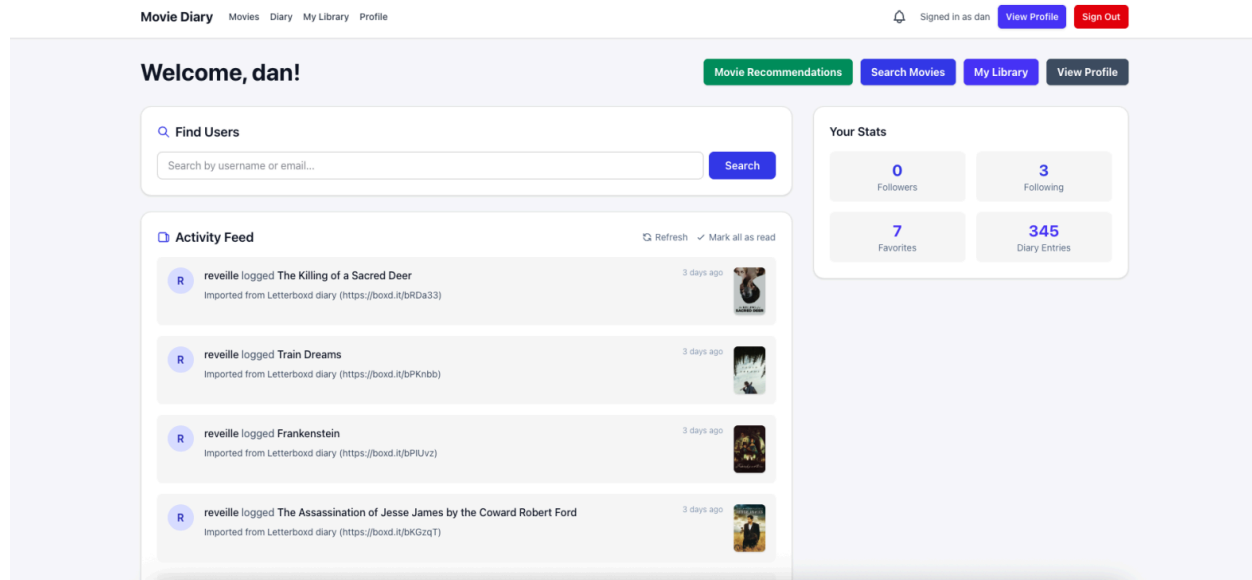 Movie Diary Movies Diary My Library Profile Signed in as dan View Profile Sign Out
Welcome, dan!
Movie Recommendations Search Movies My Library View Profile
Find Users
Search by username or email... Search
Activity Feed Refresh Mark all as read
R reveille logged The Killing of a Sacred Deer 3 days ago
Imported from Letterboxd diary (https://boxd.it/bRDa33)
SACRED DEER
R reveille logged Train Dreams 3 days ago
Imported from Letterboxd diary (https://boxd.it/bPKnbb)
R reveille logged Frankenstein 3 days ago
Imported from Letterboxd diary (https://boxd.it/bPIUvz)
R reveille logged The Assassination of Jesse James by the Coward Robert Ford 3 days ago
Imported from Letterboxd diary (https://boxd.it/bKGzqT)
Your Stats
0 3
Followers Following
7 345
Favorites Diary Entries